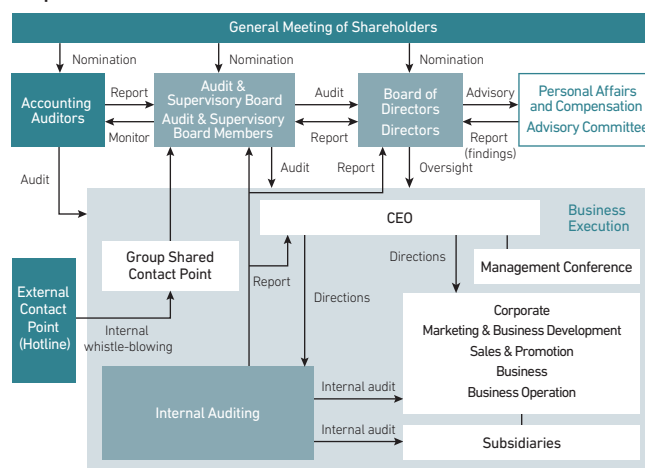 General Meeting of Shareholders
Nomination
Nomination
Nomination
Accounting
Auditors
Report
Monitor
Audit &
Supervisory Board
Audit & Supervisory
Board Members
Audit
Report
Board of
Directors
Directors
Advisory
Report
(findings)
Personal Affairs
and Compensation
Advisory Committee
Audit
Audit
Report
Oversight
Business
Execution
CEO
Group Shared
Contact Point
Report
Directions
Directions
Management Conference
External
Contact
Point
(Hotline)
Internal
whistle-blowing
Corporate
Marketing & Business Development
Sales & Promotion
Business
Business Operation
Internal Auditing
Internal audit
Internal audit
Subsidiaries